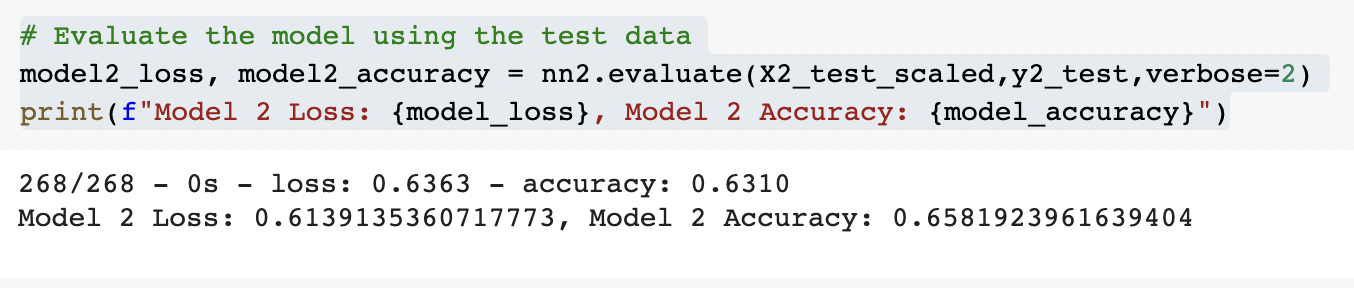 # Evaluate the model using the test data
model2_loss, model2_accuracy = nn2.evaluate(X2_test_scaled,y2_test,verbose=2)
print(f"Model 2 Loss: {model_loss}, Model 2 Accuracy: {model_accuracy}")
268/268 - 0s - loss: 0.6363 - accuracy: 0.6310
Model 2 Loss: 0.6139135360717773, Model 2 Accuracy: 0.6581923961639404